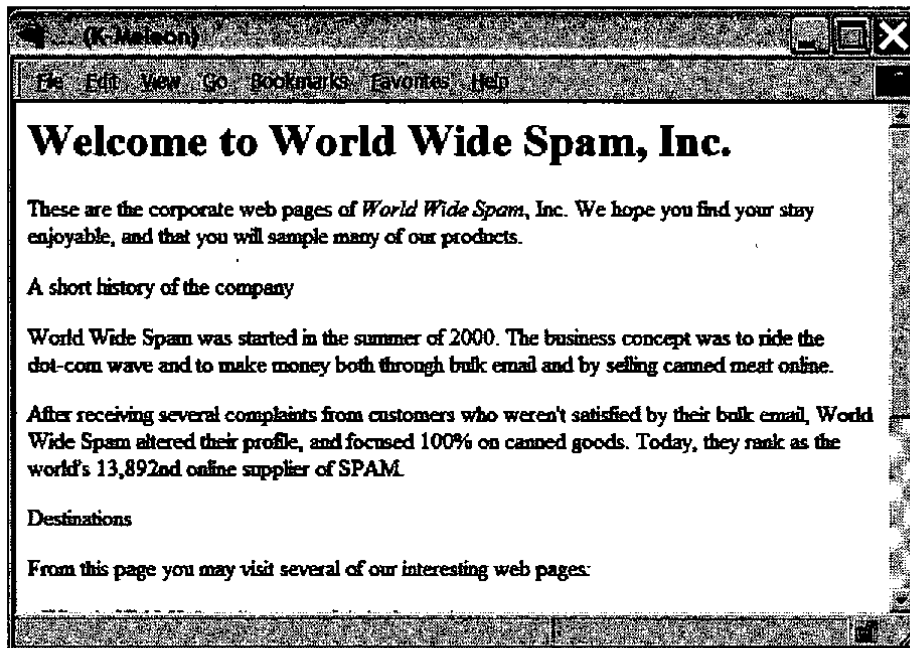 (K-Meleon)
File Edit View Go Bookmarks Favorites Help
Welcome to World Wide Spam, Inc.
These are the corporate web pages of World Wide Spam, Inc. We hope you find your stay
enjoyable, and that you will sample many of our products.
A short history of the company
World Wide Spam was started in the summer of 2000. The business concept was to ride the
dot-com wave and to make money both through bulk email and by selling canned meat online.
After receiving several complaints from customers who weren't satisfied by their bulk email, World
Wide Spam altered their profile, and focused 100% on canned goods. Today, they rank as the
world's 13,892nd online supplier of SPAM.
Destinations
From this page you may visit several of our interesting web pages: